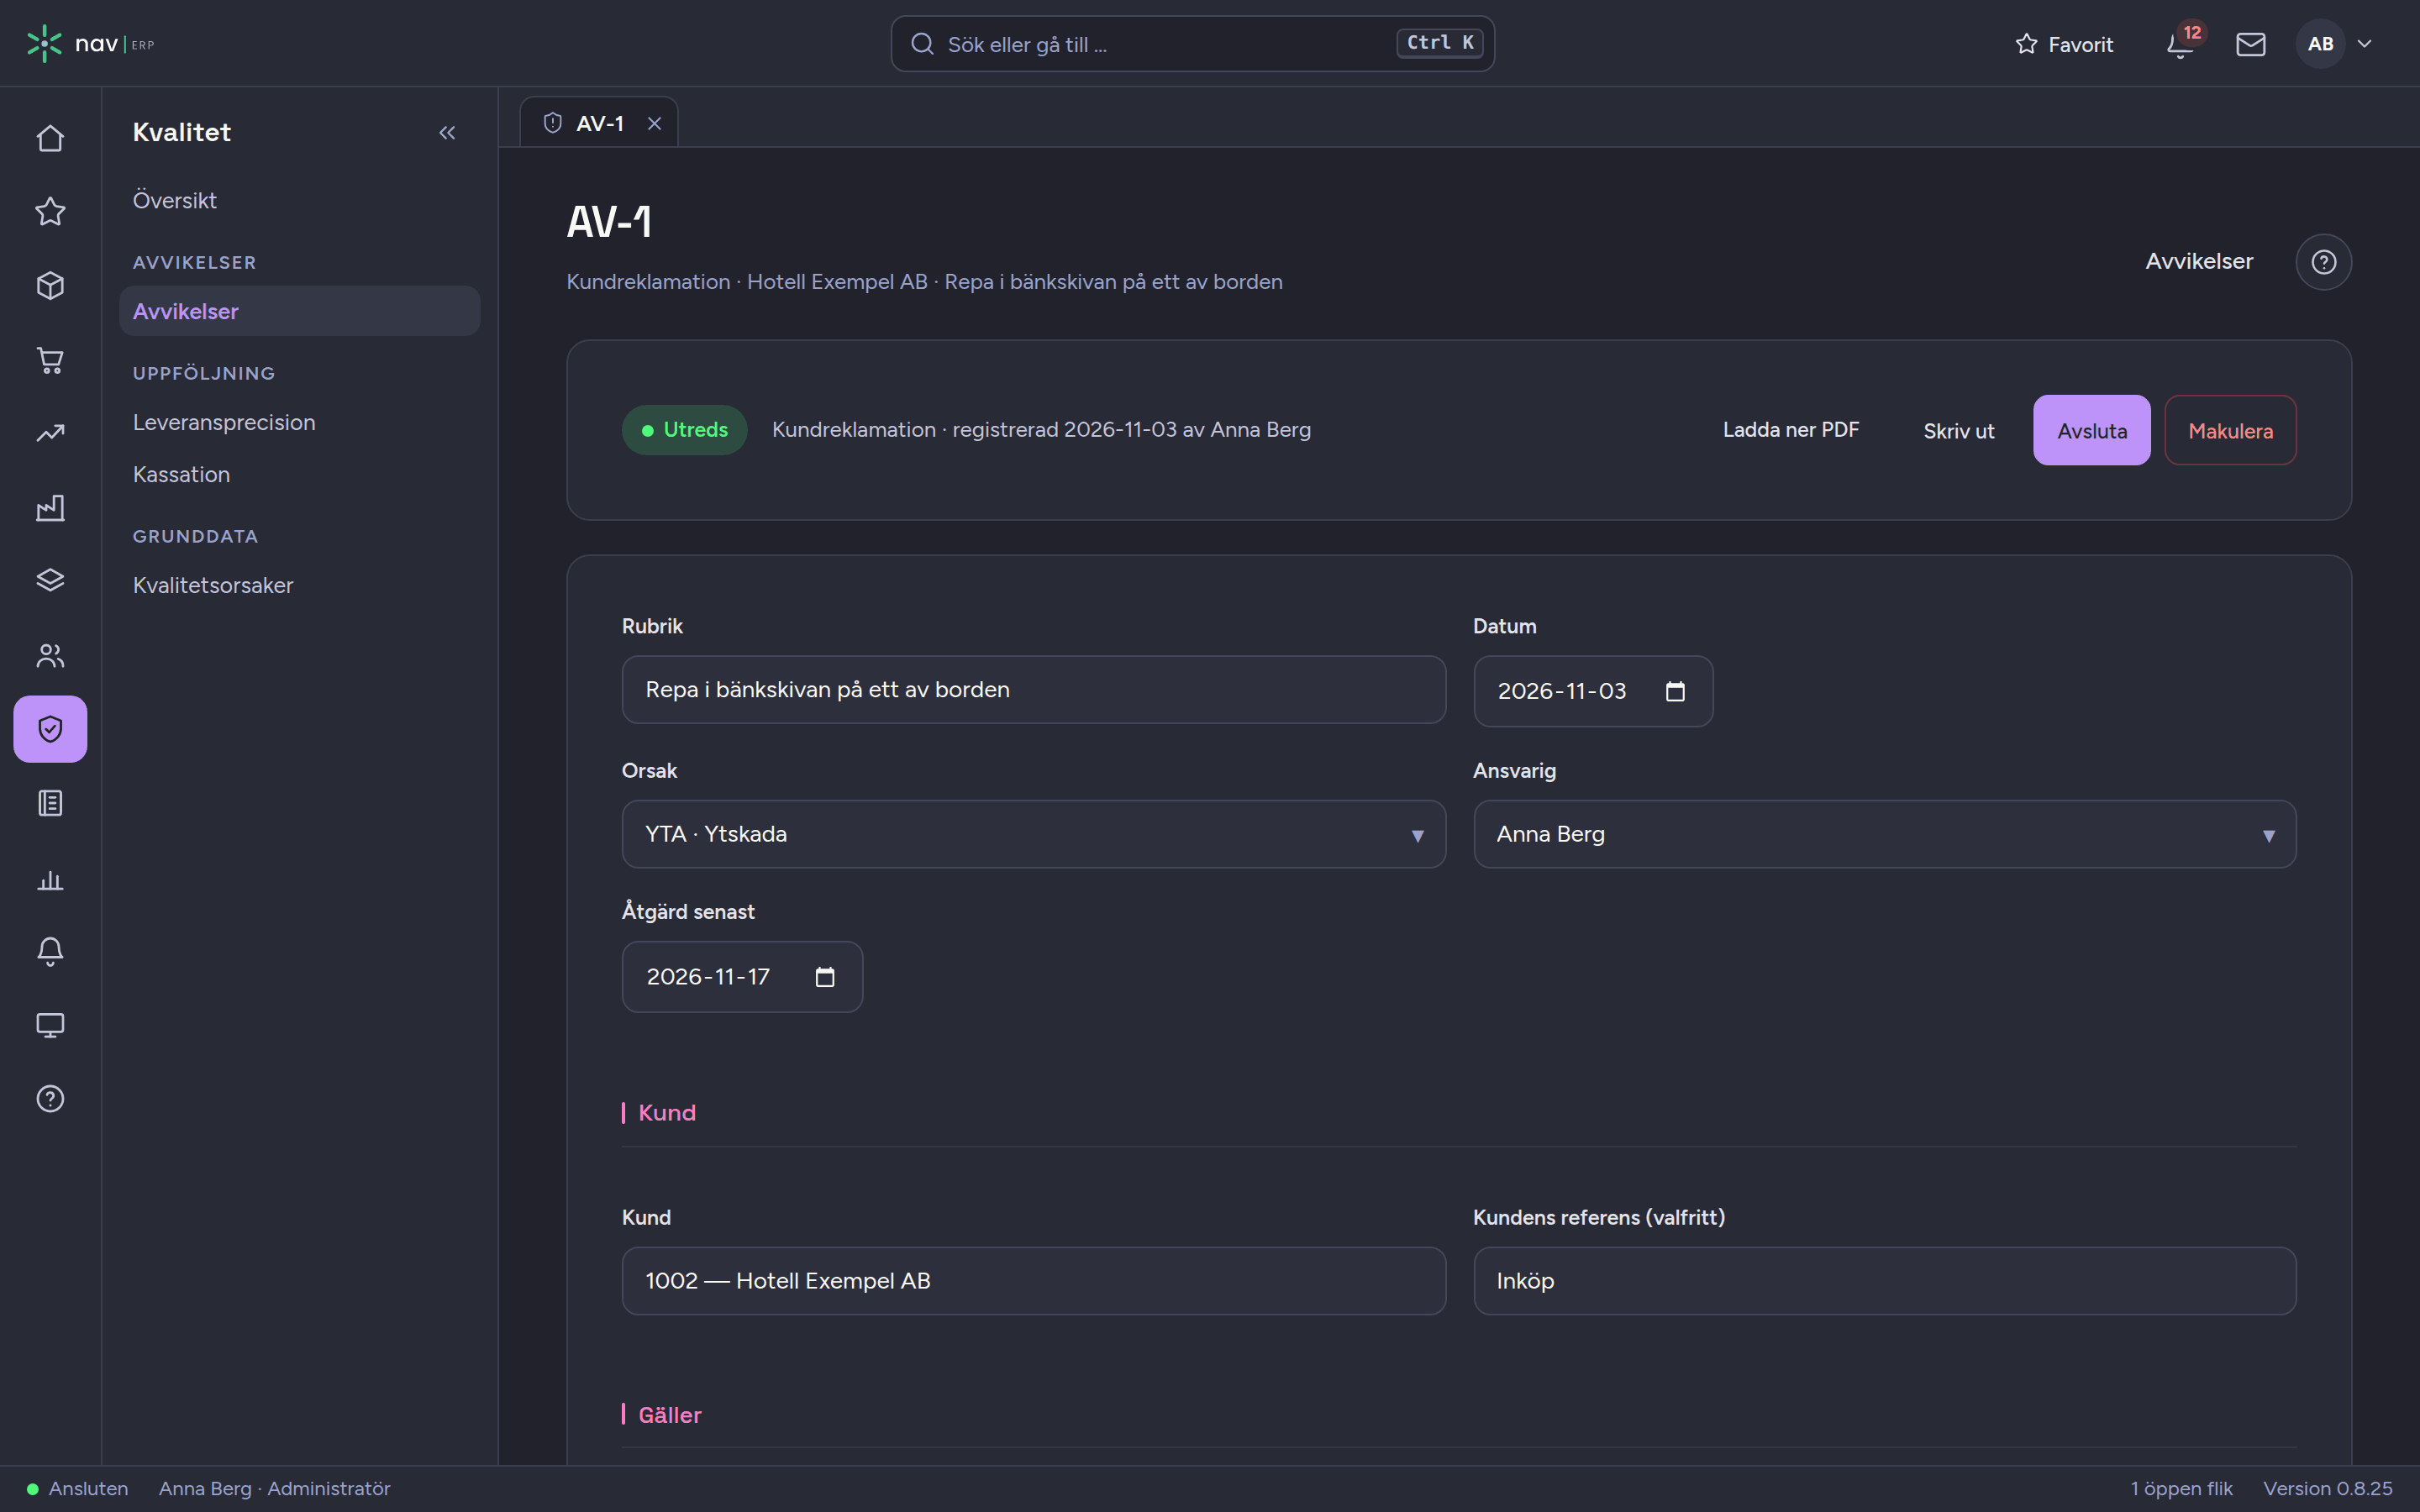 nav ERP
Sök eller gå till ...
Ctrl K
Favorit
12
AB
Kvalitet
Översikt
AVVIKELSER
Avvikelser
UPPFÖLJNING
Leveransprecision
Kassation
GRUNDDATA
Kvalitetsorsaker
AV-1
AV-1
Kundreklamation · Hotell Exempel AB · Repa i bänkskivan på ett av borden
Avvikelser
Utreds
Kundreklamation · registrerad 2026-11-03 av Anna Berg
Ladda ner PDF
Skriv ut
Avsluta
Makulera
Rubrik
Repa i bänkskivan på ett av borden
Datum
2026-11-03
Orsak
YTA · Ytskada
Ansvarig
Anna Berg
Åtgärd senast
2026-11-17
Kund
Kund
1002 — Hotell Exempel AB
Kundens referens (valfritt)
Inköp
Gäller
Ansluten
Anna Berg · Administratör
1 öppen flik
Version 0.8.25